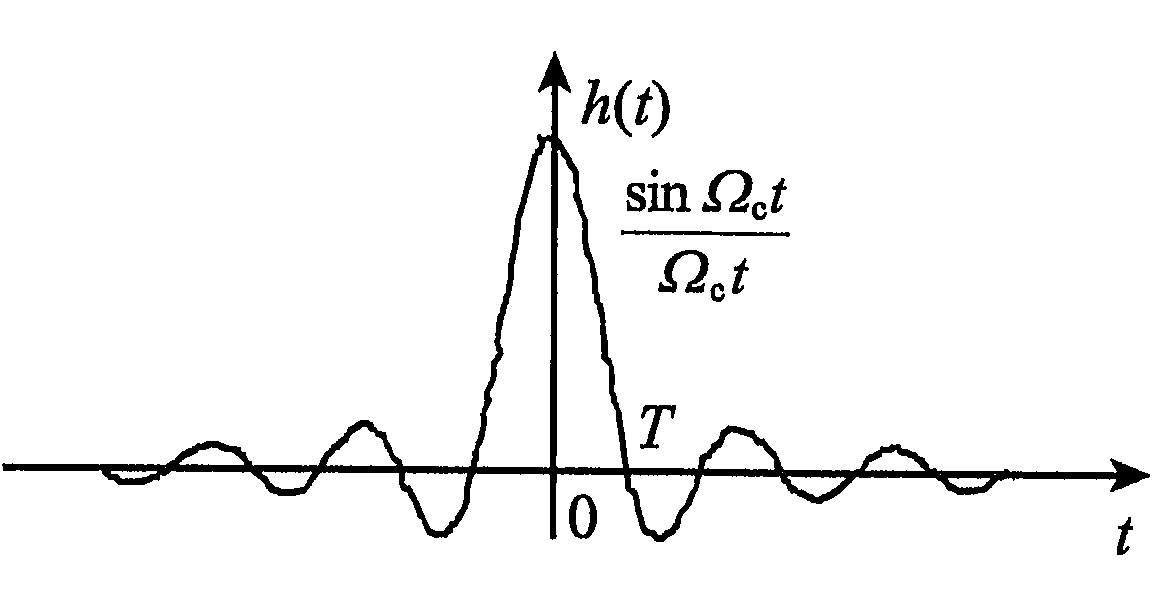 h(t)
sin Ω_c t
Ω_c t
T
0
t